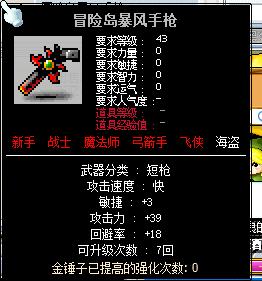 冒险岛暴风手枪
要求等级: 43
要求力量: 0
要求敏捷: 0
要求智力: 0
要求运气: 0
要求人气度: -
道具等级: -
道具经验值: -
新手 战士 魔法师 弓箭手 飞侠 海盗
武器分类 : 短枪
攻击速度 : 快
敏捷 : +3
攻击力 : +39
回避率 : +18
可升级次数 : 7回
金锤子已提高的强化次数: 0